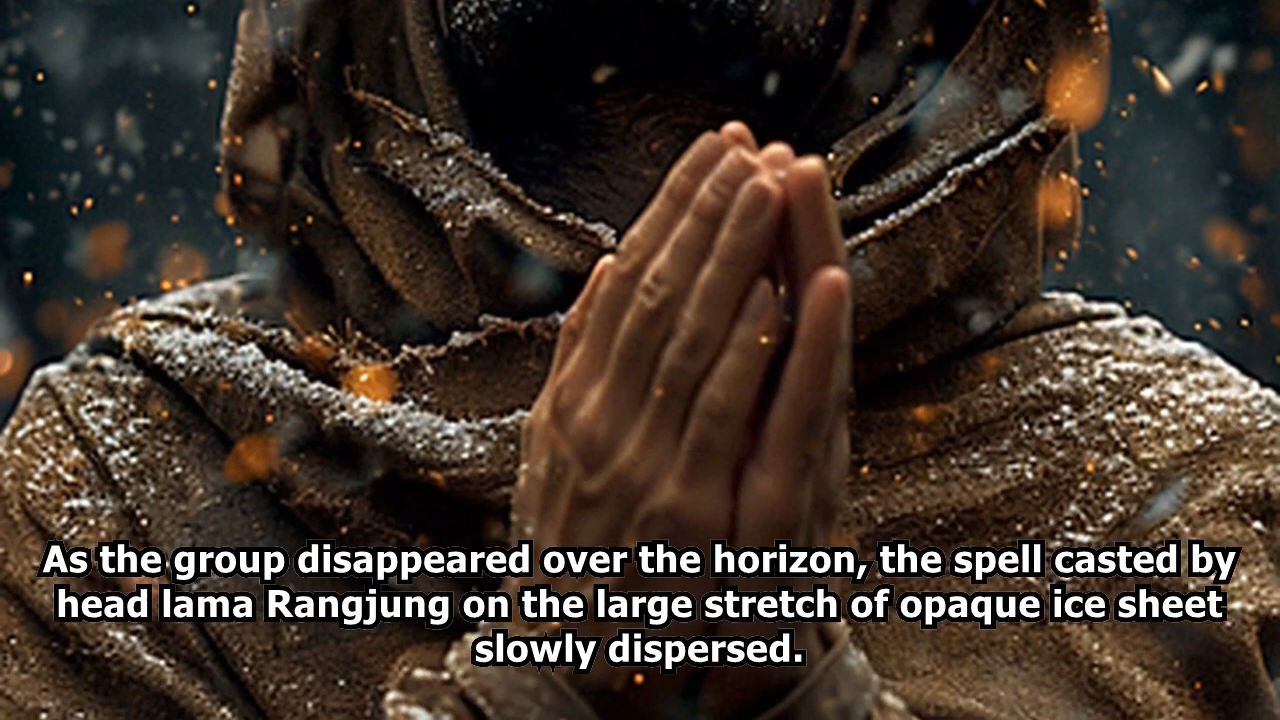 As the group disappeared over the horizon, the spell casted by
head lama Rangjung on the large stretch of opaque ice sheet
slowly dispersed.